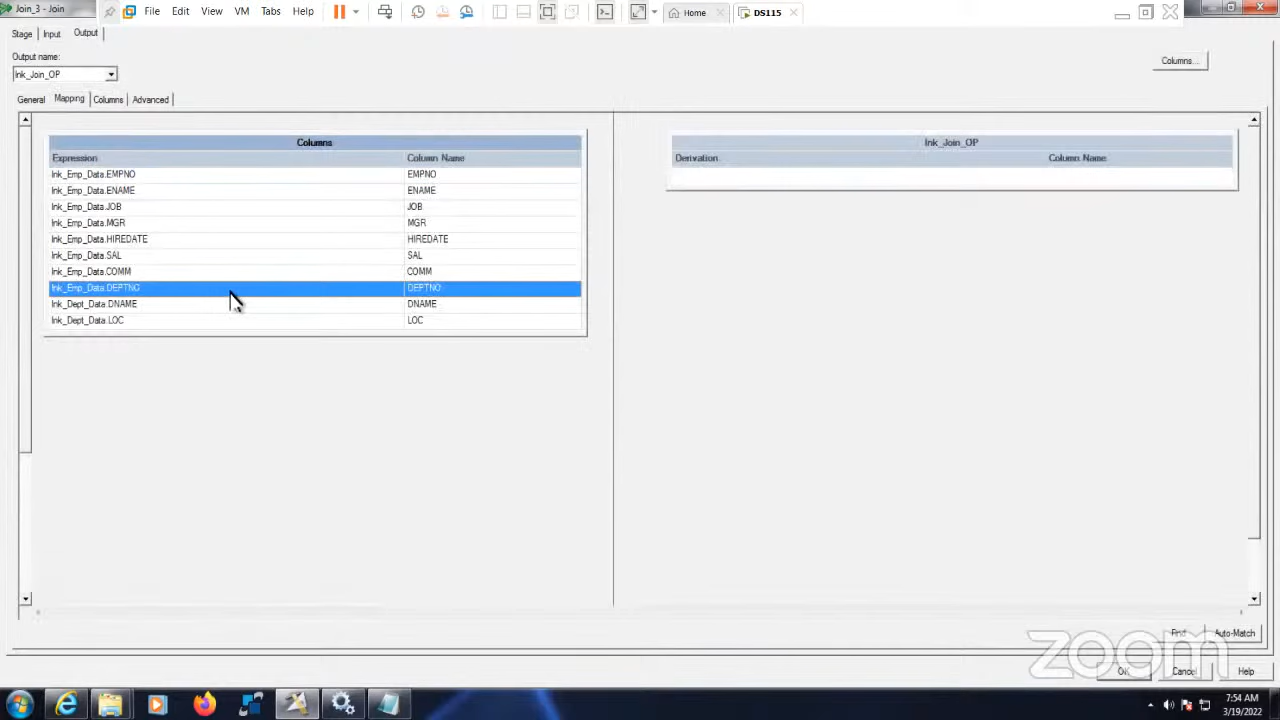 Join_3 - Join
File Edit View VM Tabs Help
Home
DS115
Stage Input Output
Output name:
lnk_Join_OP
Columns...
General Mapping Columns Advanced
Columns
Expression Column Name
lnk_Emp_Data.EMPNO EMPNO
lnk_Emp_Data.ENAME ENAME
lnk_Emp_Data.JOB JOB
lnk_Emp_Data.MGR MGR
lnk_Emp_Data.HIREDATE HIREDATE
lnk_Emp_Data.SAL SAL
lnk_Emp_Data.COMM COMM
lnk_Emp_Data.DEPTNO DEPTNO
lnk_Dept_Data.DNAME DNAME
lnk_Dept_Data.LOC LOC
lnk_Join_OP
Derivation Column Name
Find Auto-Match
zoom
OK Cancel Help
7:54 AM
3/19/2022